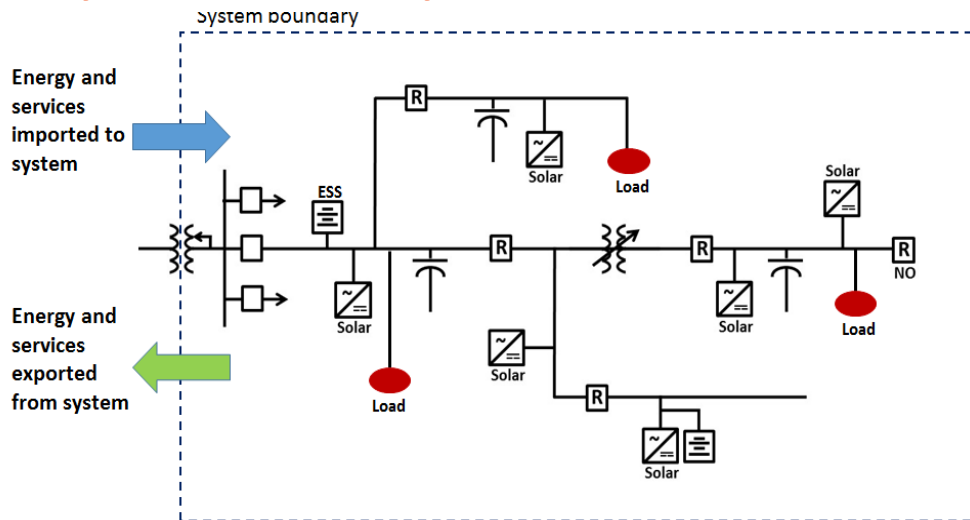 System boundary
Energy and
services
imported to
system
R
Solar
Load
ESS
Solar
R
R
R
NO
Solar
Solar
Load
Energy and
services
exported
from system
Solar
Load
R
Solar